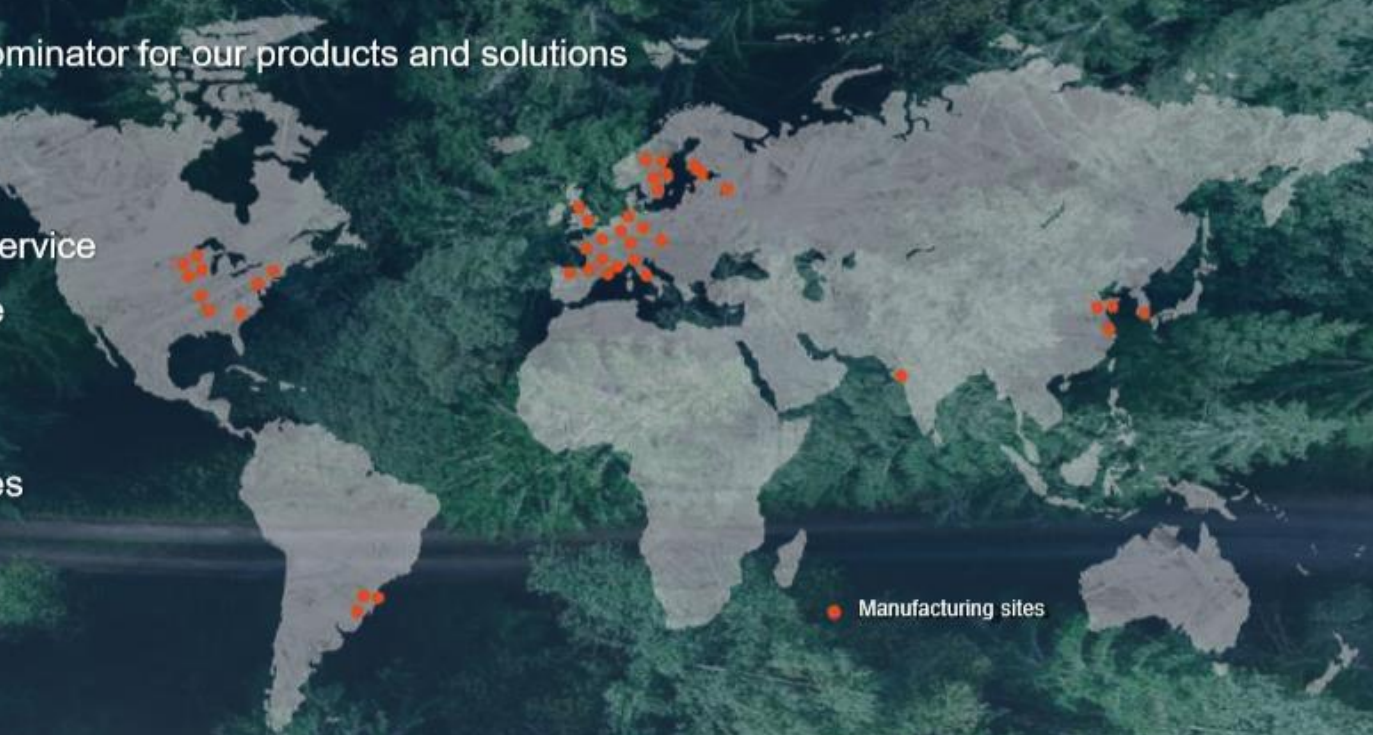 ominator for our products and solutions
ervice
e
es
Manufacturing sites